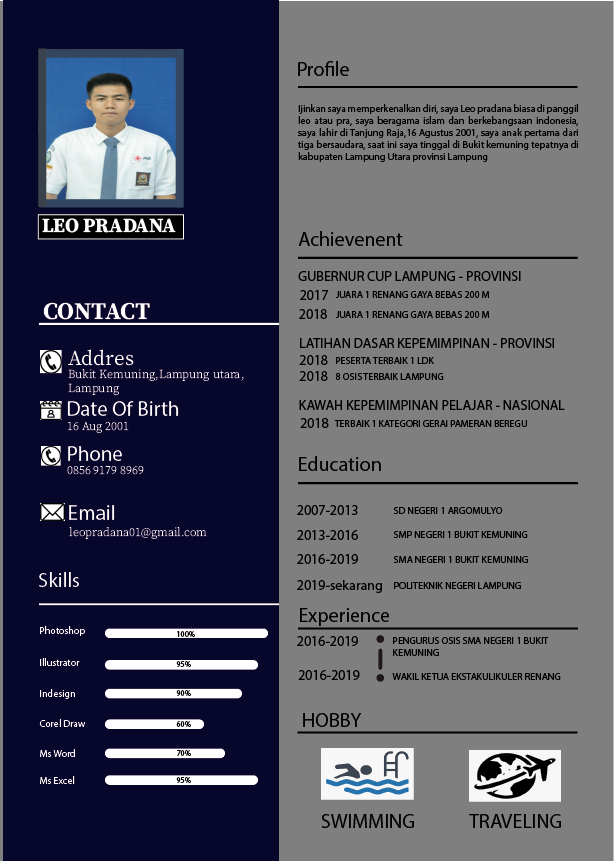 LEO PRADANA
CONTACT
Addres
Bukit Kemuning,Lampung utara,
Lampung
Date Of Birth
16 Aug 2001
Phone
0856 9179 8969
Email
leopradana01@gmail.com
Skills
Photoshop 100%
Illustrator 95%
Indesign 90%
Corel Draw 60%
Ms Word 70%
Ms Excel 95%
Profile
Ijinkan saya memperkenalkan diri, saya Leo pradana biasa di panggil
leo atau pra, saya beragama islam dan berkebangsaan indonesia,
saya lahir di Tanjung Raja,16 Agustus 2001, saya anak pertama dari
tiga bersaudara, saat ini saya tinggal di Bukit kemuning tepatnya di
kabupaten Lampung Utara provinsi Lampung
Achievenent
GUBERNUR CUP LAMPUNG - PROVINSI
2017 JUARA 1 RENANG GAYA BEBAS 200 M
2018 JUARA 1 RENANG GAYA BEBAS 200 M
LATIHAN DASAR KEPEMIMPINAN - PROVINSI
2018 PESERTA TERBAIK 1 LDK
2018 8 OSIS TERBAIK LAMPUNG
KAWAH KEPEMIMPINAN PELAJAR - NASIONAL
2018 TERBAIK 1 KATEGORI GERAI PAMERAN BEREGU
Education
2007-2013 SD NEGERI 1 ARGOMULYO
2013-2016 SMP NEGERI 1 BUKIT KEMUNING
2016-2019 SMA NEGERI 1 BUKIT KEMUNING
2019-sekarang POLITEKNIK NEGERI LAMPUNG
Experience
2016-2019 PENGURUS OSIS SMA NEGERI 1 BUKIT
KEMUNING
2016-2019 WAKIL KETUA EKSTAKULIKULER RENANG
HOBBY
SWIMMING
TRAVELING